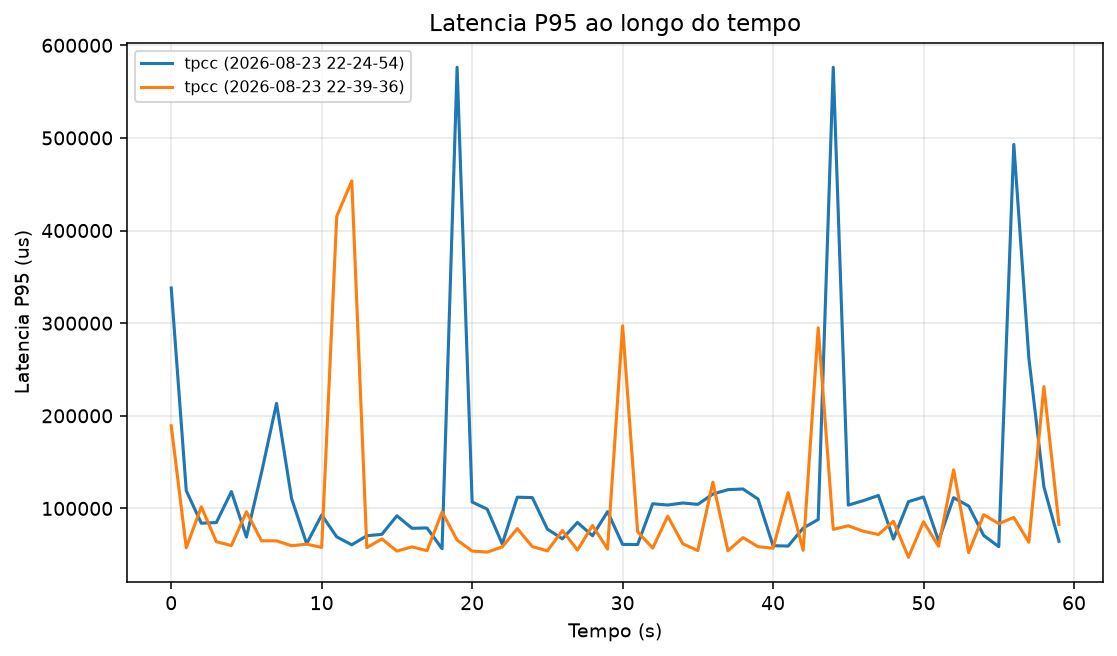 Latencia P95 ao longo do tempo
tpcc (2026-08-23 22-24-54)
tpcc (2026-08-23 22-39-36)
Latencia P95 (us)
600000
500000
400000
300000
200000
100000
0 10 20 30 40 50 60
Tempo (s)